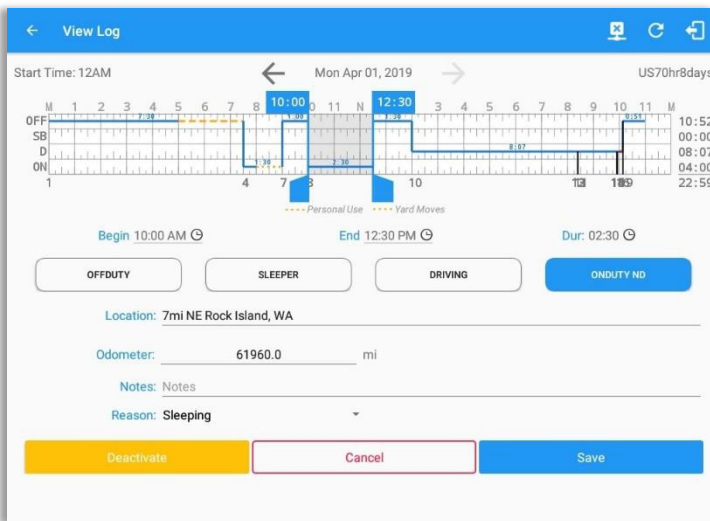 View Log
Start Time: 12AM Mon Apr 01, 2019 US70hr8days
10:00 12:30
M 1 2 3 4 5 6 7 8 0 11 N 3 4 5 6 7 8 9 10 11 M
OFF 7:30 1:00 1:30 0:51 10:52
SB 00:00
D 8:07 08:07
ON 1:30 2:30 04:00
1 4 7 8 10 22:59
Personal Use Yard Moves
Begin 10:00 AM End 12:30 PM Dur: 02:30
OFFDUTY SLEEPER DRIVING ONDUTY ND
Location: 7mi NE Rock Island, WA
Odometer: 61960.0 mi
Notes: Notes
Reason: Sleeping
Deactivate Cancel Save